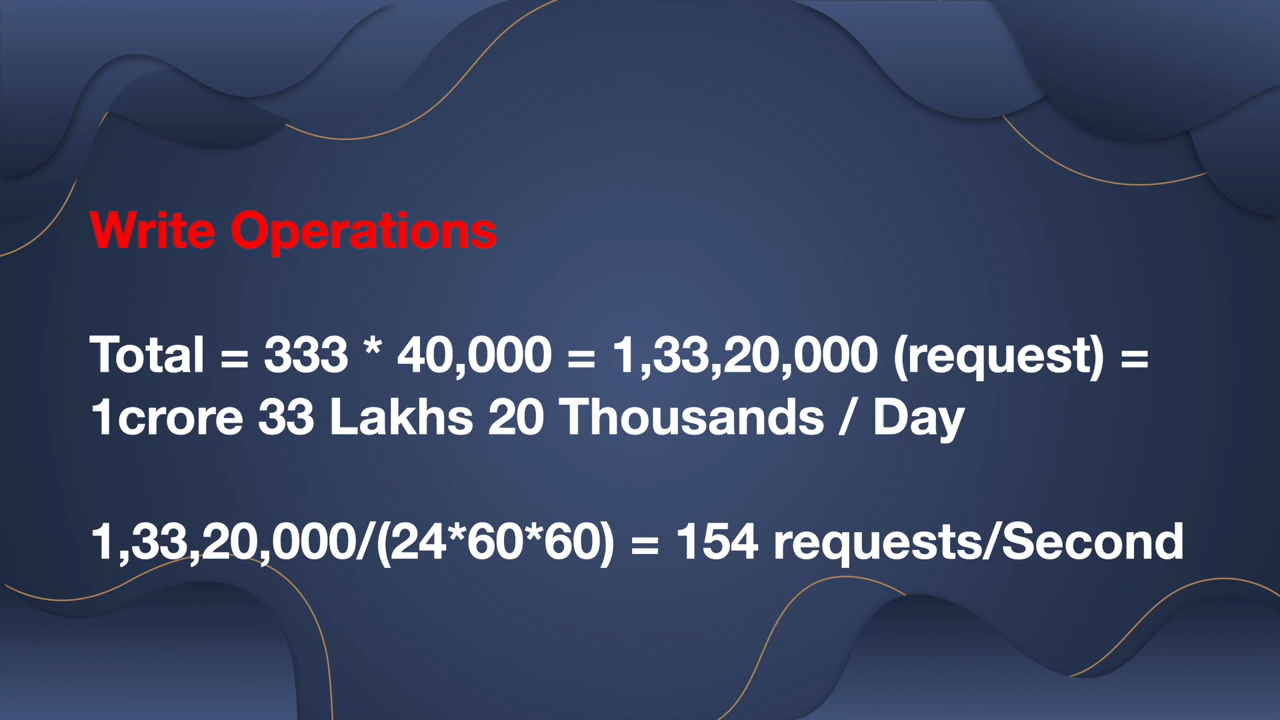 Write Operations
Total = 333 * 40,000 = 1,33,20,000 (request) =
1crore 33 Lakhs 20 Thousands / Day
1,33,20,000/(24*60*60) = 154 requests/Second